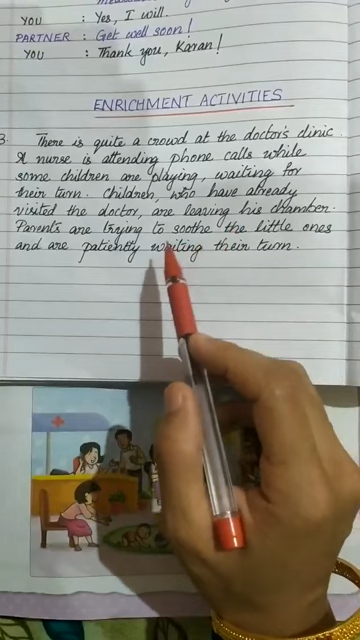 YOU : Yes, I will.
PARTNER : Get well soon!
YOU : Thank you, Karan!
ENRICHMENT ACTIVITIES
3. There is quite a crowd at the doctor's clinic.
A nurse is attending phone calls while
some children are playing, waiting for
their turn. Children, who have already
visited the doctor, are leaving his chamber.
Parents are trying to soothe the little ones
and are patiently waiting their turn.